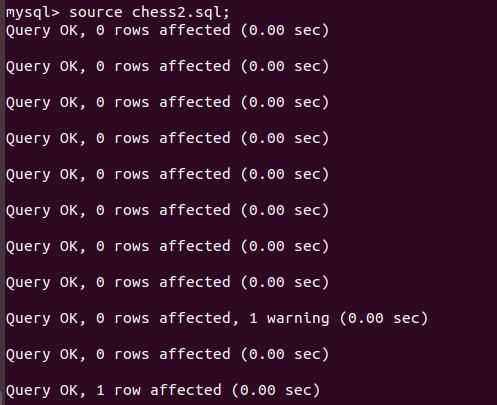 mysql> source chess2.sql;
Query OK, 0 rows affected (0.00 sec)
Query OK, 0 rows affected (0.00 sec)
Query OK, 0 rows affected (0.00 sec)
Query OK, 0 rows affected (0.00 sec)
Query OK, 0 rows affected (0.00 sec)
Query OK, 0 rows affected (0.00 sec)
Query OK, 0 rows affected (0.00 sec)
Query OK, 0 rows affected (0.00 sec)
Query OK, 0 rows affected, 1 warning (0.00 sec)
Query OK, 0 rows affected (0.00 sec)
Query OK, 1 row affected (0.00 sec)